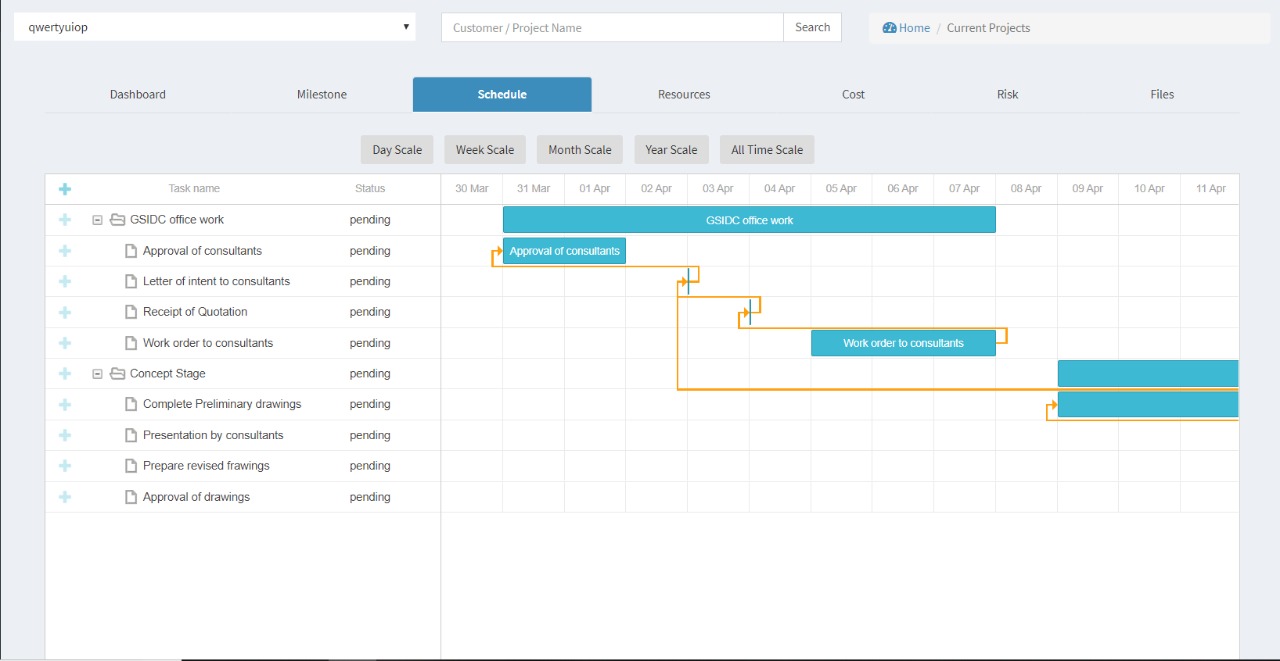 qwertyuiop
Customer / Project Name
Search
Home / Current Projects
Dashboard Milestone Schedule Resources Cost Risk Files
Day Scale Week Scale Month Scale Year Scale All Time Scale
Task name Status 30 Mar 31 Mar 01 Apr 02 Apr 03 Apr 04 Apr 05 Apr 06 Apr 07 Apr 08 Apr 09 Apr 10 Apr 11 Apr
GSIDC office work pending GSIDC office work
Approval of consultants pending Approval of consultants
Letter of intent to consultants pending
Receipt of Quotation pending
Work order to consultants pending Work order to consultants
Concept Stage pending
Complete Preliminary drawings pending
Presentation by consultants pending
Prepare revised frawings pending
Approval of drawings pending